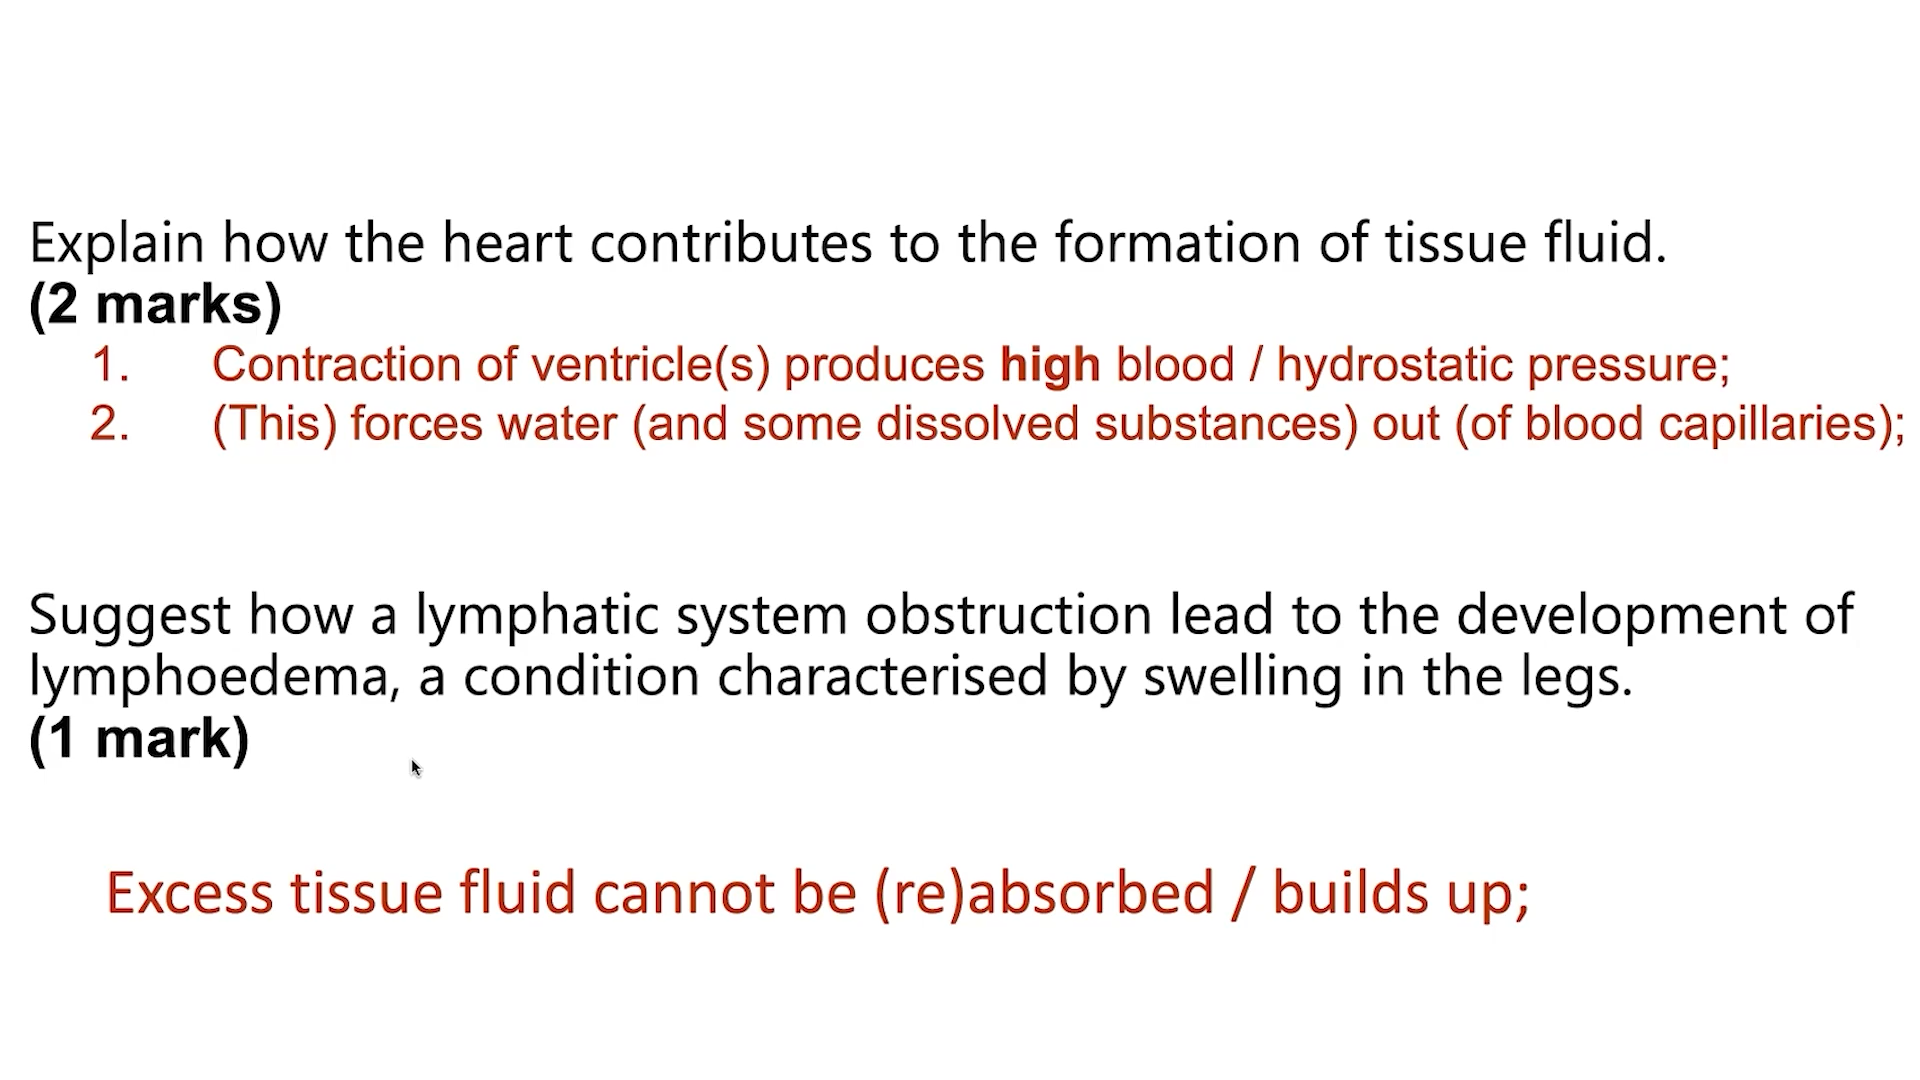 Explain how the heart contributes to the formation of tissue fluid.
(2 marks)
1. Contraction of ventricle(s) produces high blood / hydrostatic pressure;
2. (This) forces water (and some dissolved substances) out (of blood capillaries);
Suggest how a lymphatic system obstruction lead to the development of
lymphoedema, a condition characterised by swelling in the legs.
(1 mark)
Excess tissue fluid cannot be (re)absorbed / builds up;